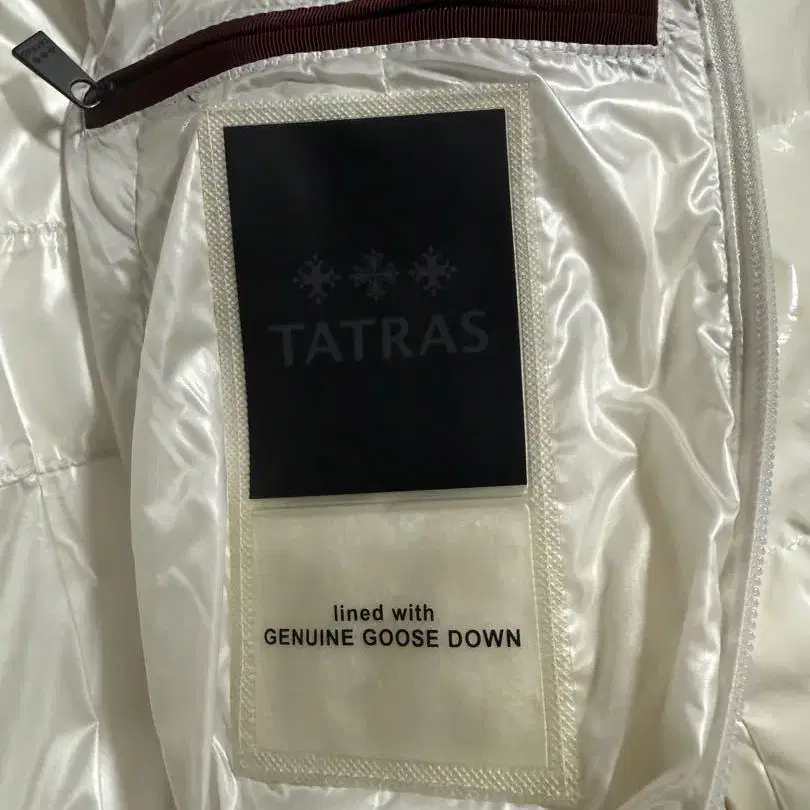 TATRAS
lined with
GENUINE GOOSE DOWN